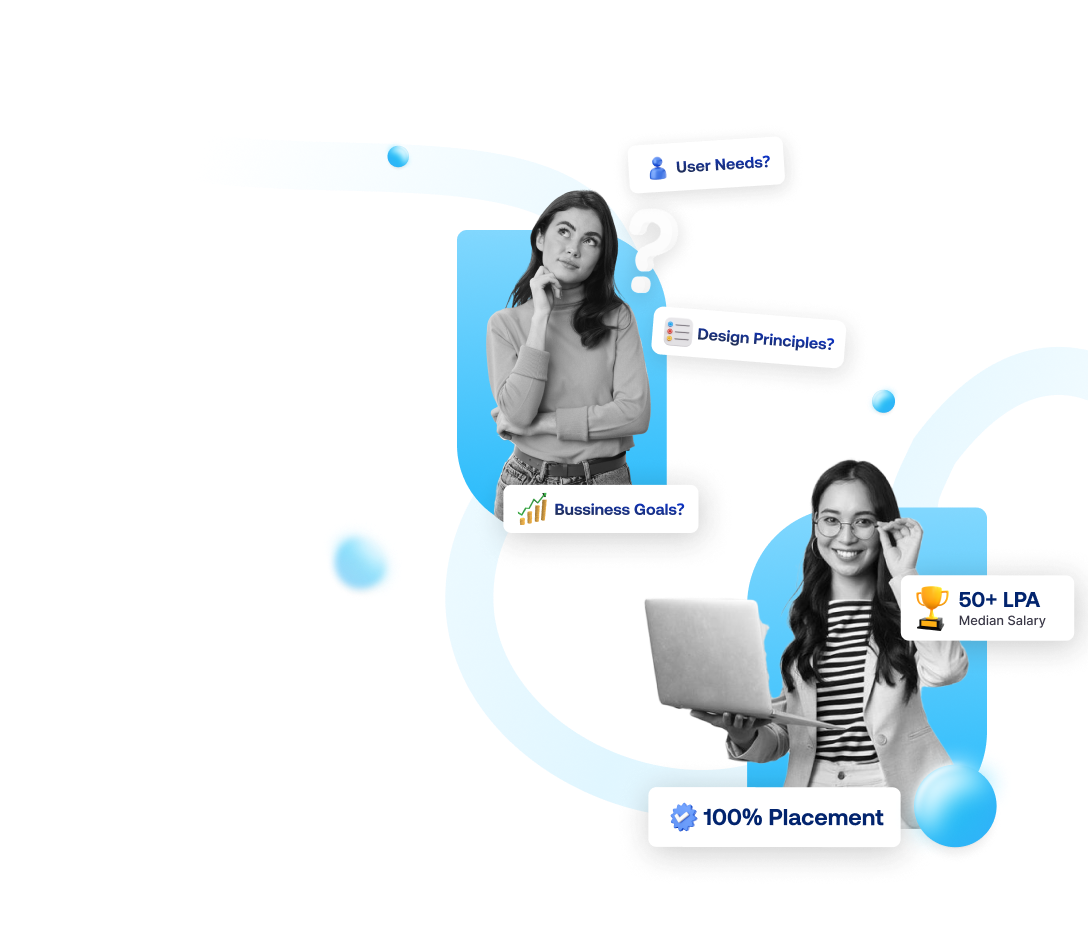 User Needs?
?
Design Principles?
Bussiness Goals?
50+ LPA
Median Salary
100% Placement